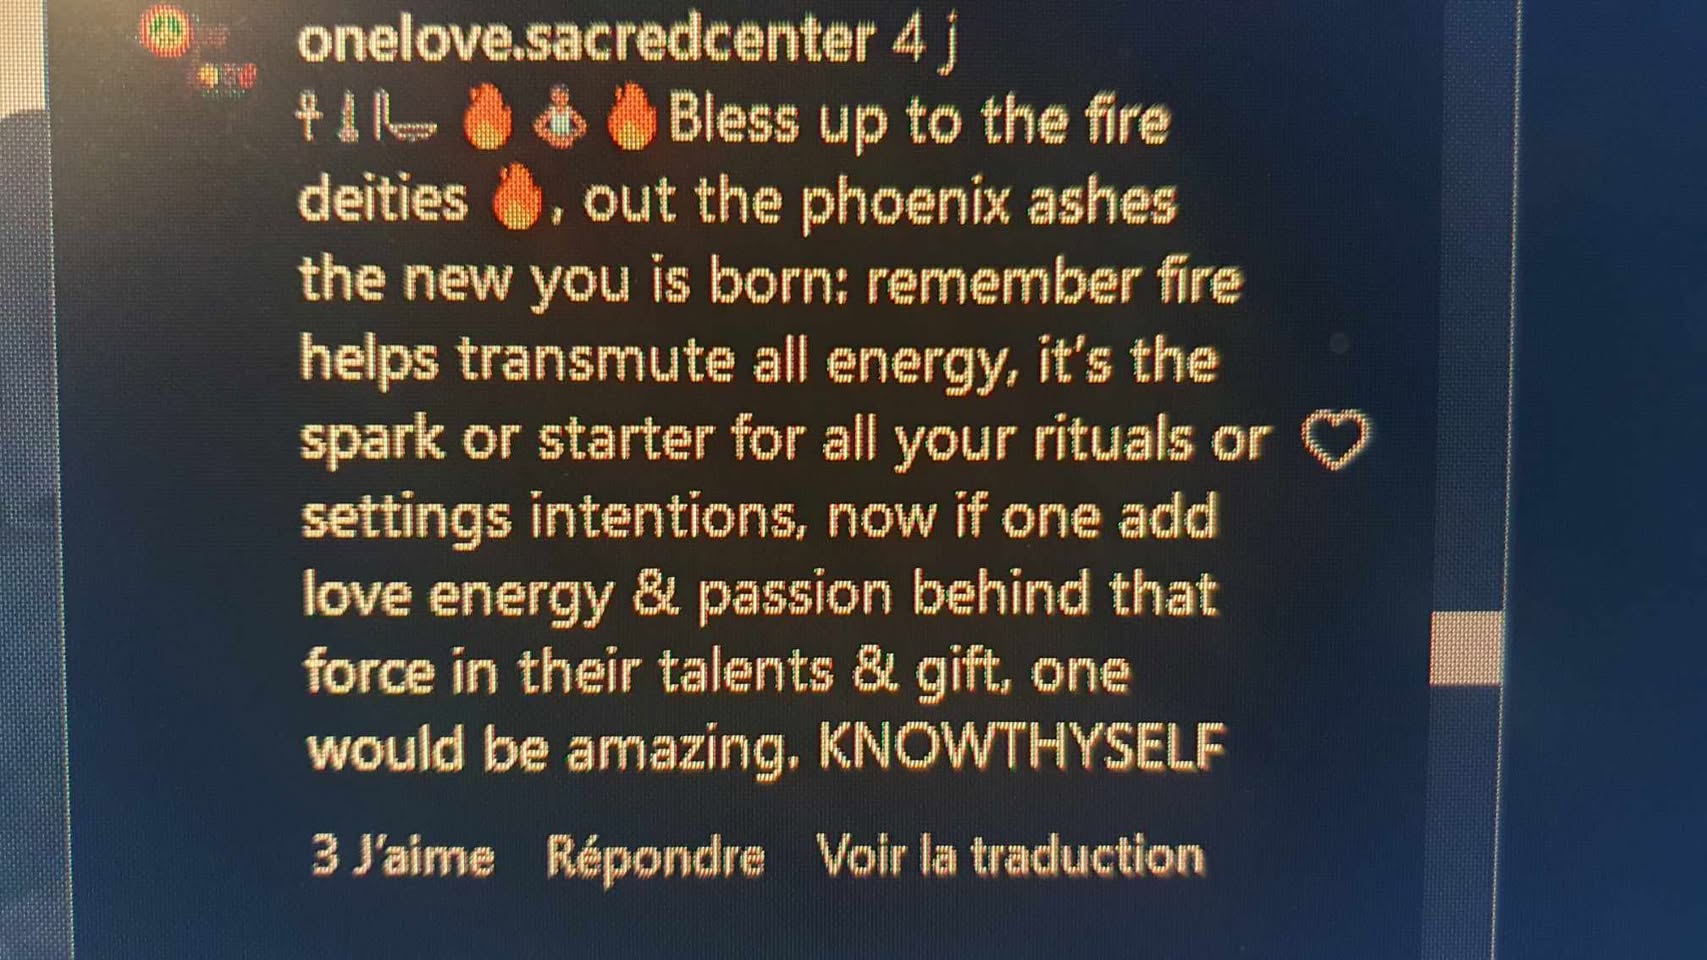 onelove.sacredcenter 4 j
𓋹𓌀𓊽 🔥🧘🔥Bless up to the fire
deities 🔥, out the phoenix ashes
the new you is born: remember fire
helps transmute all energy, it's the
spark or starter for all your rituals or
settings intentions, now if one add
love energy & passion behind that
force in their talents & gift, one
would be amazing. KNOWTHYSELF
3 J'aime Répondre Voir la traduction